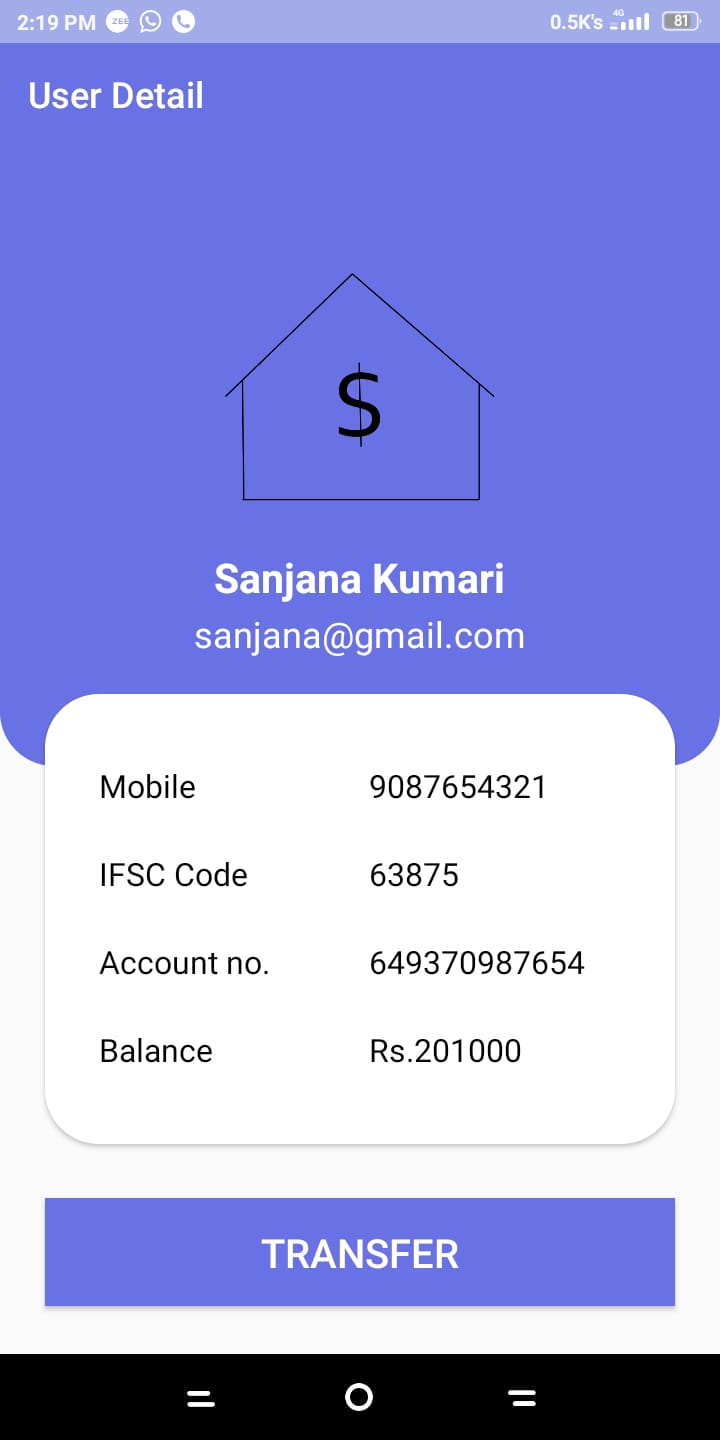 2:19 PM ZEE 0.5K's 4G 81
User Detail
$
Sanjana Kumari
sanjana@gmail.com
Mobile 9087654321
IFSC Code 63875
Account no. 649370987654
Balance Rs.201000
TRANSFER